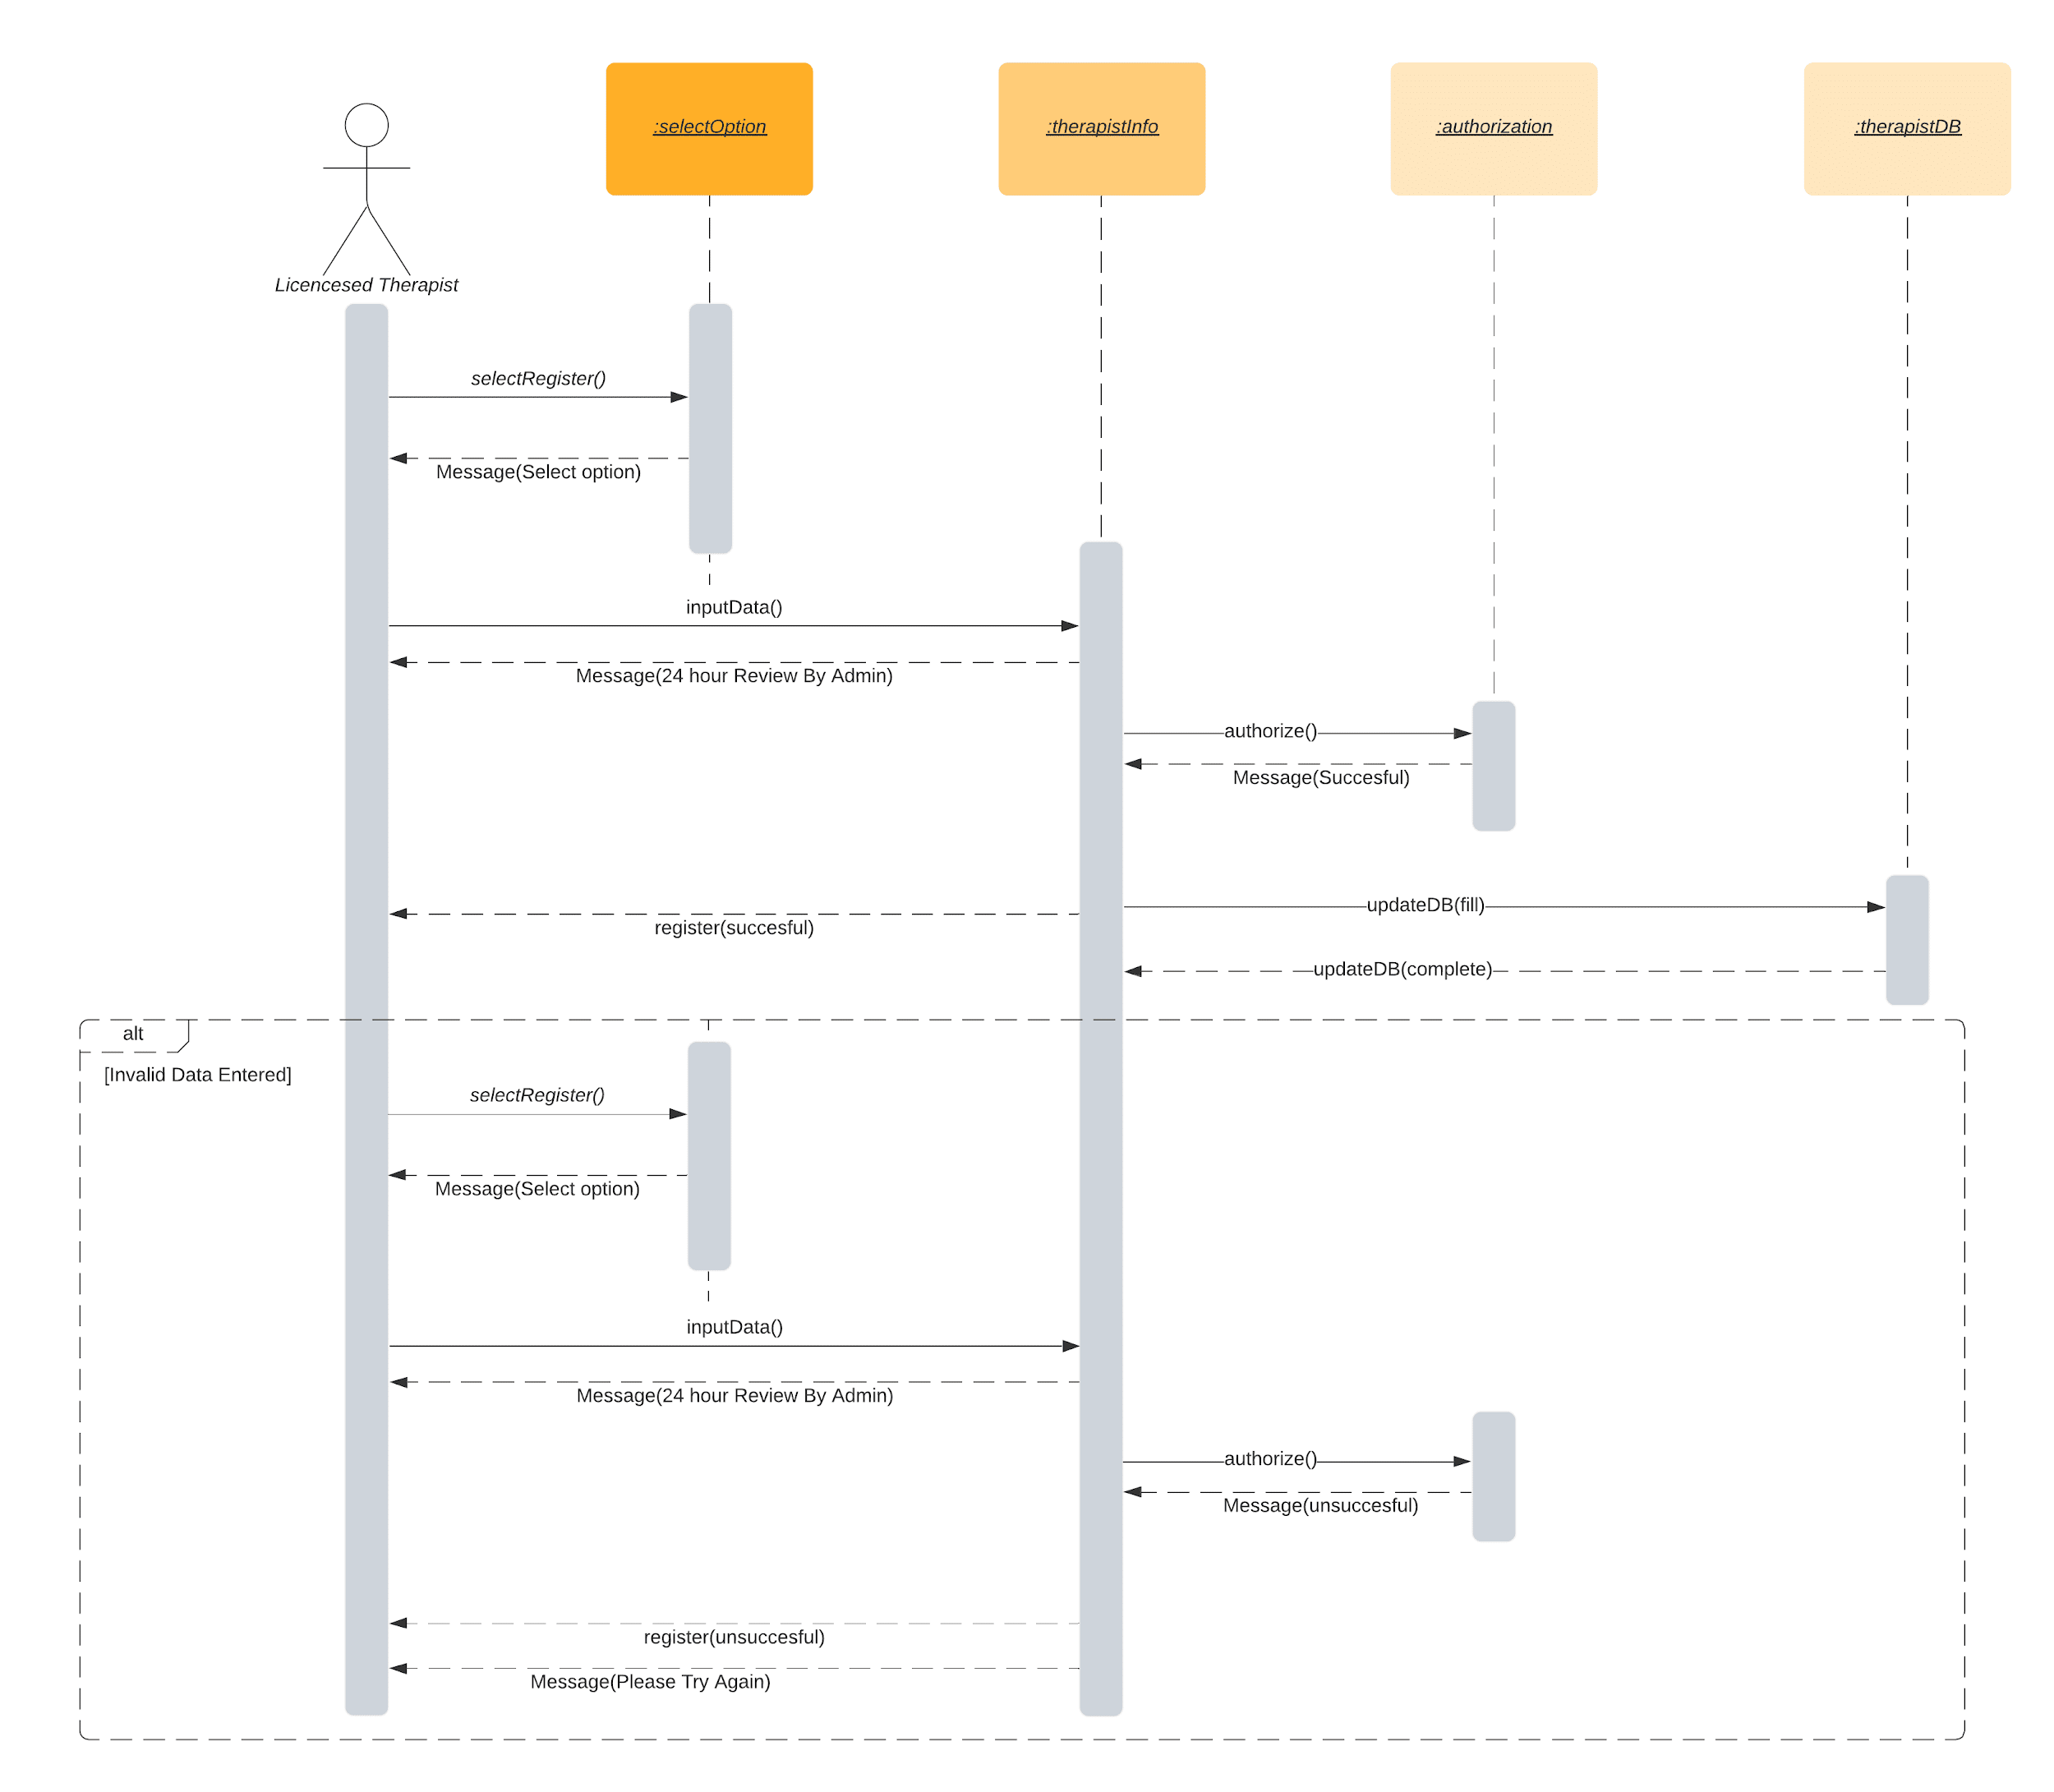 :selectOption
:therapistInfo
:authorization
:therapistDB
Licencesed Therapist
selectRegister()
Message(Select option)
inputData()
Message(24 hour Review By Admin)
authorize()
Message(Succesful)
updateDB(fill)
register(succesful)
updateDB(complete)
alt
[Invalid Data Entered]
selectRegister()
Message(Select option)
inputData()
Message(24 hour Review By Admin)
authorize()
Message(unsuccesful)
register(unsuccesful)
Message(Please Try Again)